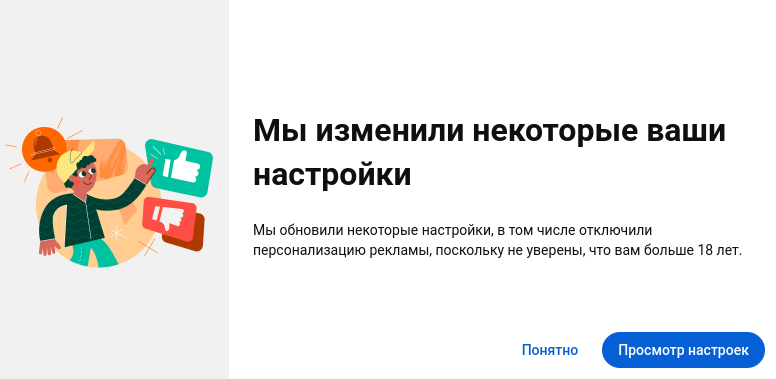 Мы изменили некоторые ваши
настройки
Мы обновили некоторые настройки, в том числе отключили
персонализацию рекламы, поскольку не уверены, что вам больше 18 лет.
Понятно
Просмотр настроек